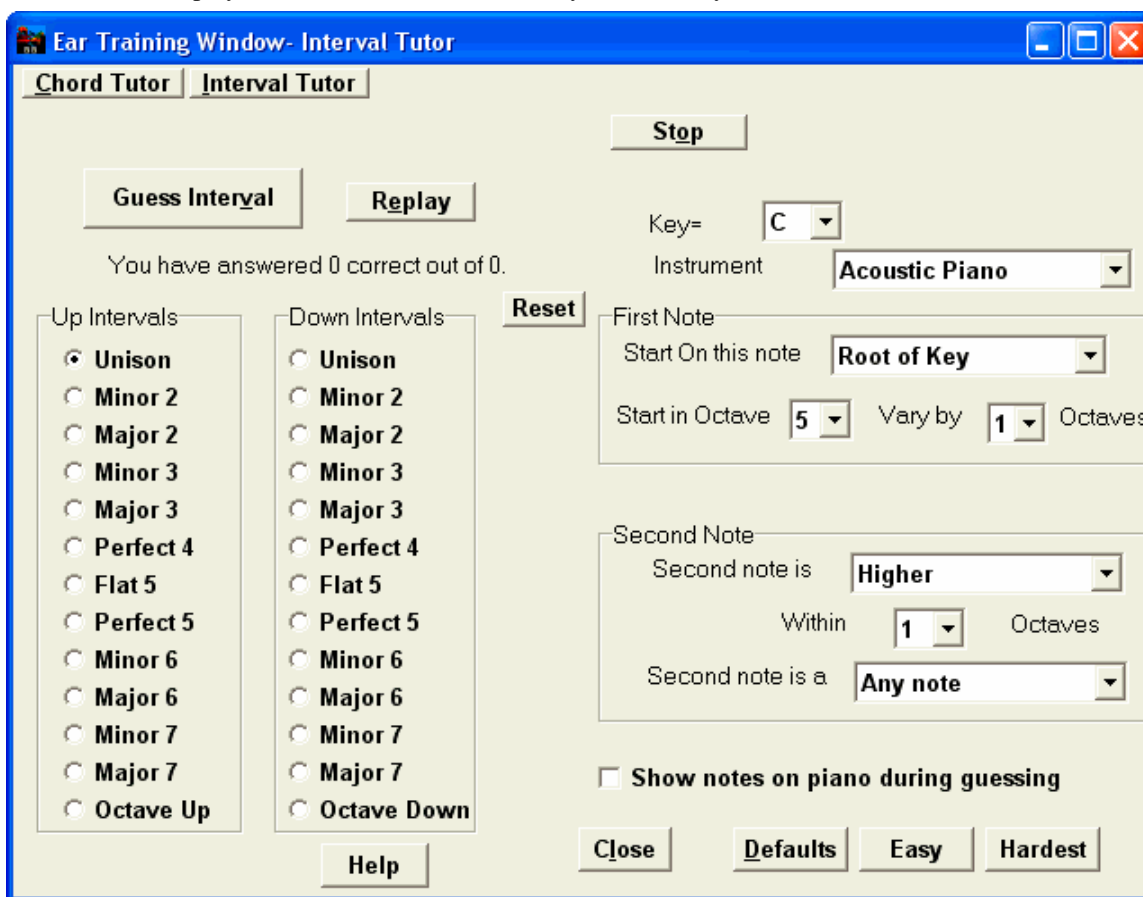 Ear Training Window- Interval Tutor
Chord Tutor Interval Tutor
Stop
Guess Interval Replay
Key= C
You have answered 0 correct out of 0.
Instrument Acoustic Piano
Reset
Up Intervals
Unison
Minor 2
Major 2
Minor 3
Major 3
Perfect 4
Flat 5
Perfect 5
Minor 6
Major 6
Minor 7
Major 7
Octave Up
Down Intervals
Unison
Minor 2
Major 2
Minor 3
Major 3
Perfect 4
Flat 5
Perfect 5
Minor 6
Major 6
Minor 7
Major 7
Octave Down
First Note
Start On this note Root of Key
Start in Octave 5 Vary by 1 Octaves
Second Note
Second note is Higher
Within 1 Octaves
Second note is a Any note
Show notes on piano during guessing
Help
Close Defaults Easy Hardest